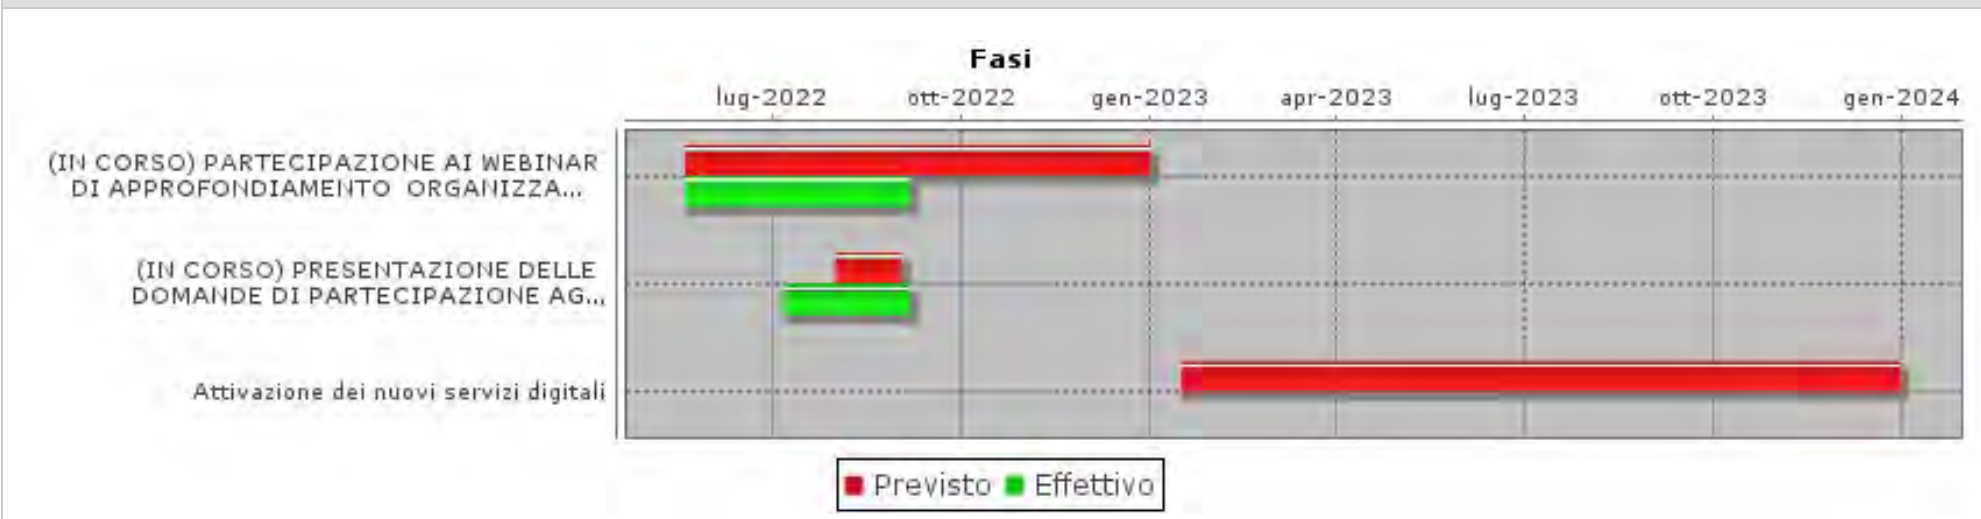 Fasi
lug-2022 ott-2022 gen-2023 apr-2023 lug-2023 ott-2023 gen-2024
(IN CORSO) PARTECIPAZIONE AI WEBINAR
DI APPROFONDIAMENTO ORGANIZZA...
(IN CORSO) PRESENTAZIONE DELLE
DOMANDE DI PARTECIPAZIONE AG...
Attivazione dei nuovi servizi digitali
Previsto Effettivo